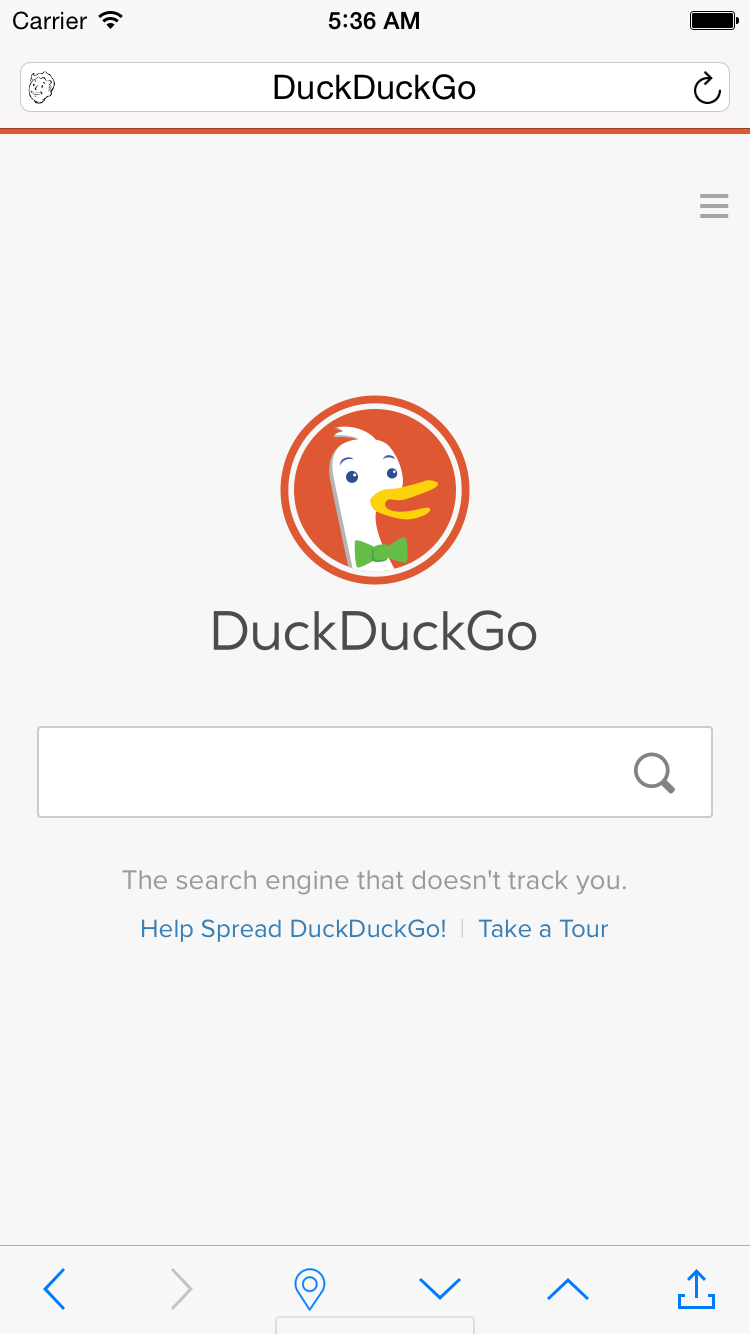 Carrier 5:36 AM
DuckDuckGo
DuckDuckGo
The search engine that doesn't track you.
Help Spread DuckDuckGo! | Take a Tour